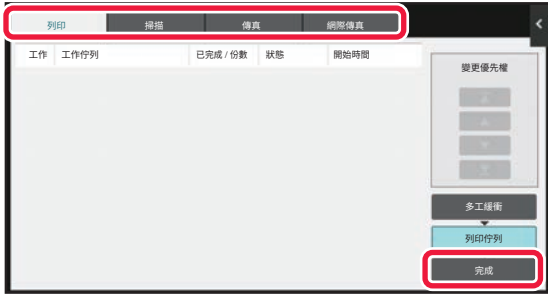 列印 掃描 傳真 網際傳真
工作 工作佇列 已完成 / 份數 狀態 開始時間
變更優先權
多工緩衝
列印佇列
完成